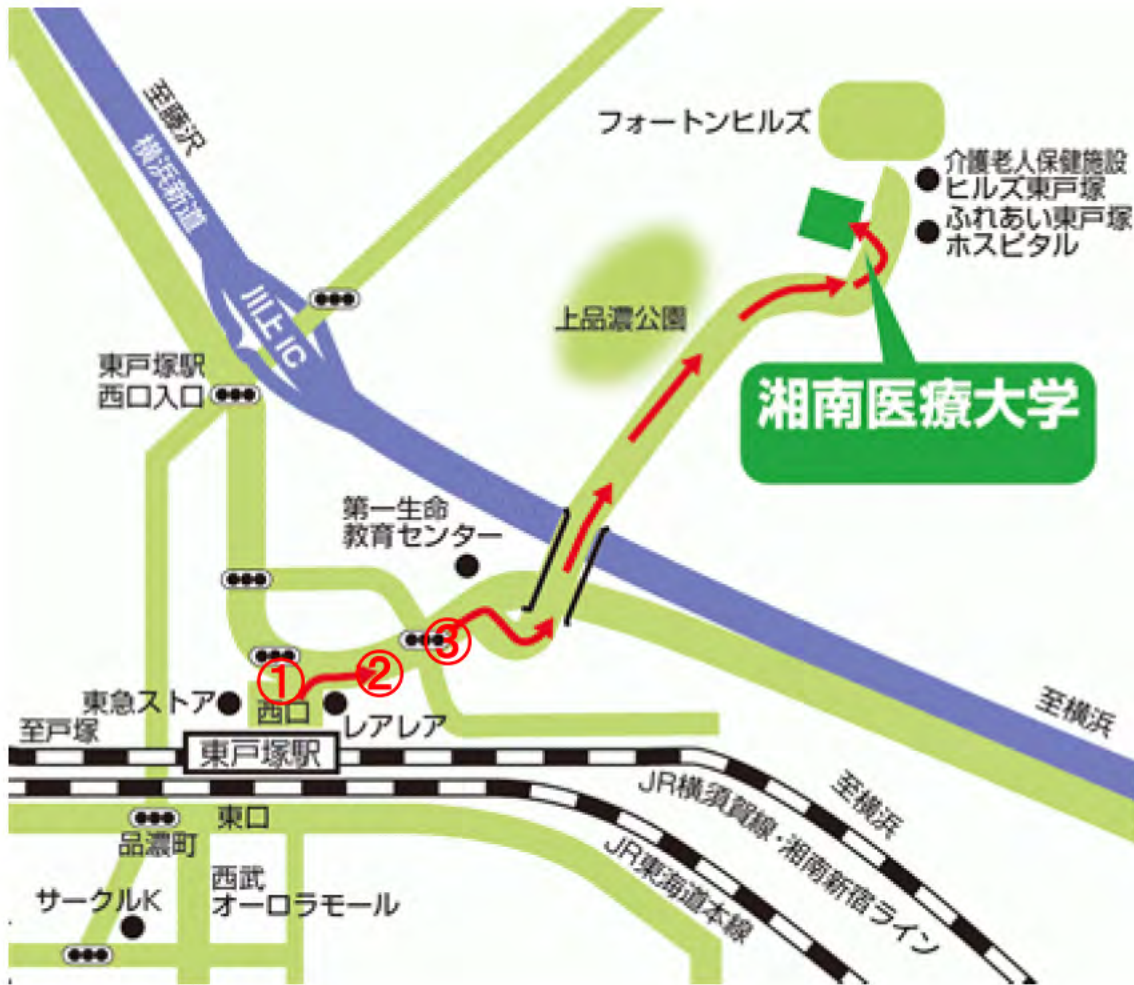 至藤沢
横浜新道
川上IC
フォートンヒルズ
介護老人保健施設
ヒルズ東戸塚
ふれあい東戸塚
ホスピタル
上品濃公園
東戸塚駅
西口入口
湘南医療大学
第一生命
教育センター
③
①
②
東急ストア
西口
レアレア
至戸塚
東戸塚駅
至横浜
至横浜
JR横須賀線・湘南新宿ライン
JR東海道本線
東口
品濃町
西武
オーロラモール
サークルK